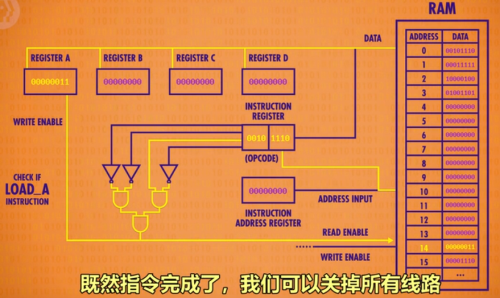 RAM
DATA
ADDRESS DATA
REGISTER A
REGISTER B
REGISTER C
REGISTER D
00000011
00000000
00000000
00000000
0 00101110
1 00011111
2 10000100
3 01001101
4 00000000
5 00000000
6 00000000
7 00000000
8 00000000
9 00000000
10 00000000
11 00000000
12 00000000
13 00000000
14 00000011
15 00001110
...
WRITE ENABLE
INSTRUCTION
REGISTER
0010 1110
(OPCODE)
CHECK IF
LOAD_A
INSTRUCTION
00000000
ADDRESS INPUT
INSTRUCTION
ADDRESS REGISTER
READ ENABLE
WRITE ENABLE
既然指令完成了，我们可以关掉所有线路